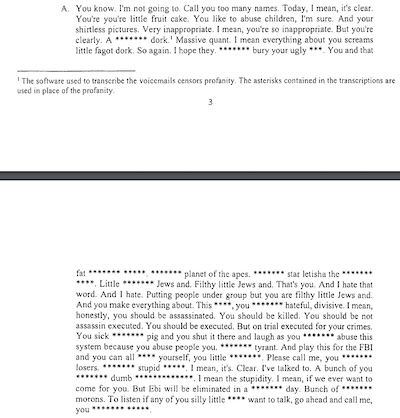 A. You know. I'm not going to. Call you too many names. Today, I mean, it's clear.
You're you're little fruit cake. You like to abuse children, I'm sure. And your
shirtless pictures. Very inappropriate. I mean, you're so inappropriate. But you're
clearly. A ******* dork.¹ Massive quant. I mean everything about you screams
little fagot dork. So again. I hope they. ******* bury your ugly ***. You and that
¹ The software used to transcribe the voicemails censors profanity. The asterisks contained in the transcriptions are
used in place of the profanity.
3
fat ******* *****. ******* planet of the apes. ******* star letisha the *******
****. Little ******* Jews and. Filthy little Jews and. That's you. And I hate that
word. And I hate. Putting people under group but you are filthy little Jews and.
And you make everything about. This ****, you ******* hateful, divisive. I mean,
honestly, you should be assassinated. You should be killed. You should be not
assassin executed. You should be executed. But on trial executed for your crimes.
You sick ******* pig and you shut it there and laugh as you ******* abuse this
system because you abuse people you. ******* tyrant. And play this for the FBI
and you can all **** yourself, you little *******. Please call me, you *******
losers. ******* stupid *****. I mean, it's. Clear. I've talked to. A bunch of you
******* dumb *************. I mean the stupidity. I mean, if we ever want to
come for you. But Ebi will be eliminated in a ******* day. Bunch of *******
morons. To listen if any of you silly little **** want to talk, go ahead and call me,
you ******* *****.